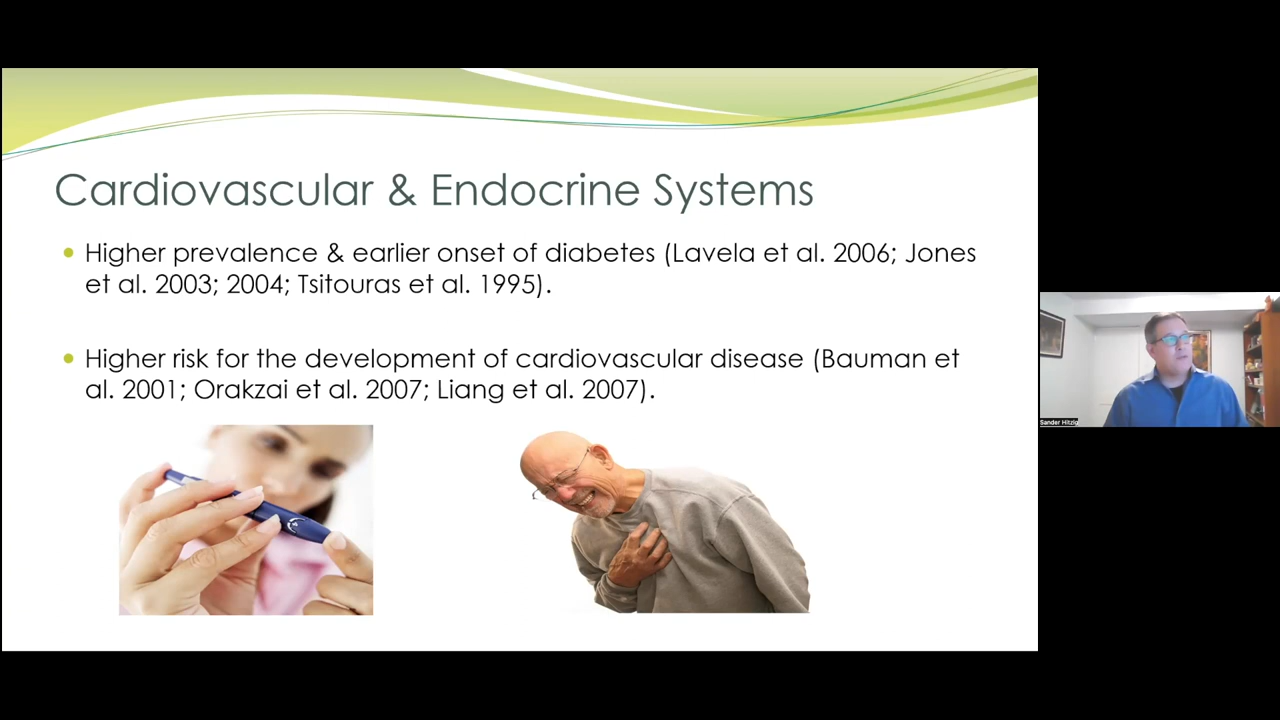 Cardiovascular & Endocrine Systems
Higher prevalence & earlier onset of diabetes (Lavela et al. 2006; Jones
et al. 2003; 2004; Tsitouras et al. 1995).
Higher risk for the development of cardiovascular disease (Bauman et
al. 2001; Orakzai et al. 2007; Liang et al. 2007).
Sander Hitzig